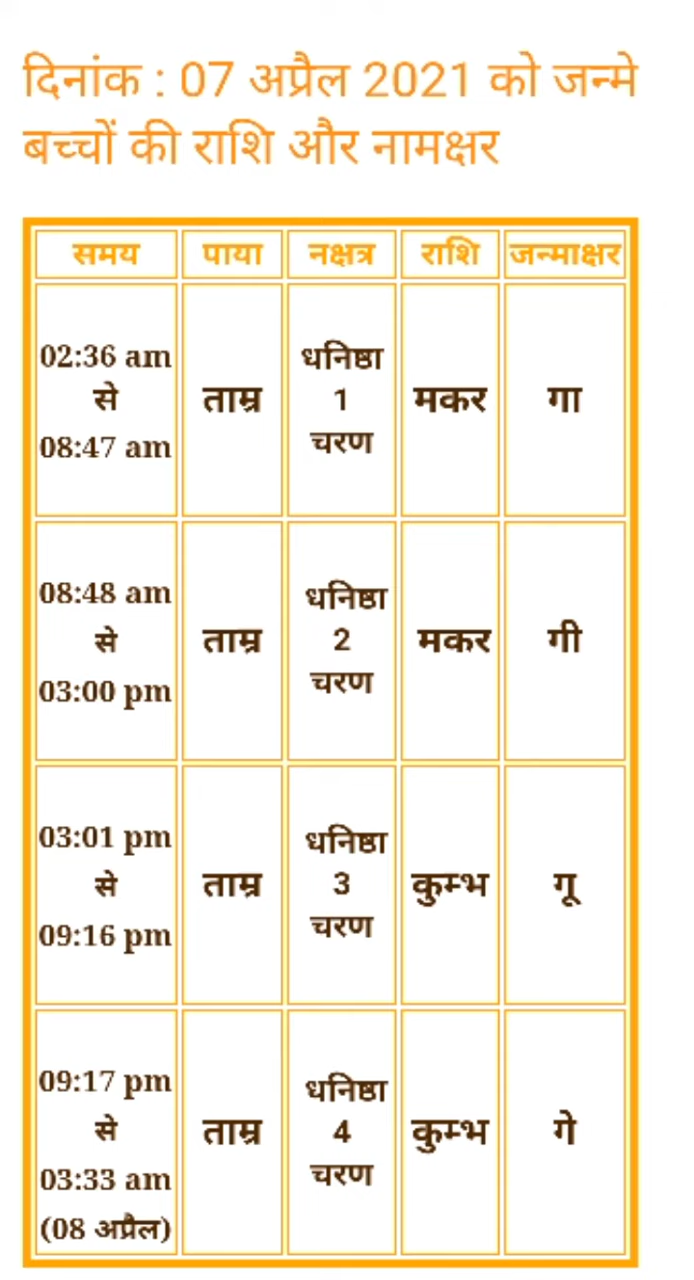 दिनांक : 07 अप्रैल 2021 को जन्मे
बच्चों की राशि और नामक्षर
समय पाया नक्षत्र राशि जन्माक्षर
02:36 am
से
08:47 am
ताम्र
धनिष्ठा
1
चरण
मकर
गा
08:48 am
से
03:00 pm
ताम्र
धनिष्ठा
2
चरण
मकर
गी
03:01 pm
से
09:16 pm
ताम्र
धनिष्ठा
3
चरण
कुम्भ
गू
09:17 pm
से
03:33 am
(08 अप्रैल)
ताम्र
धनिष्ठा
4
चरण
कुम्भ
गे